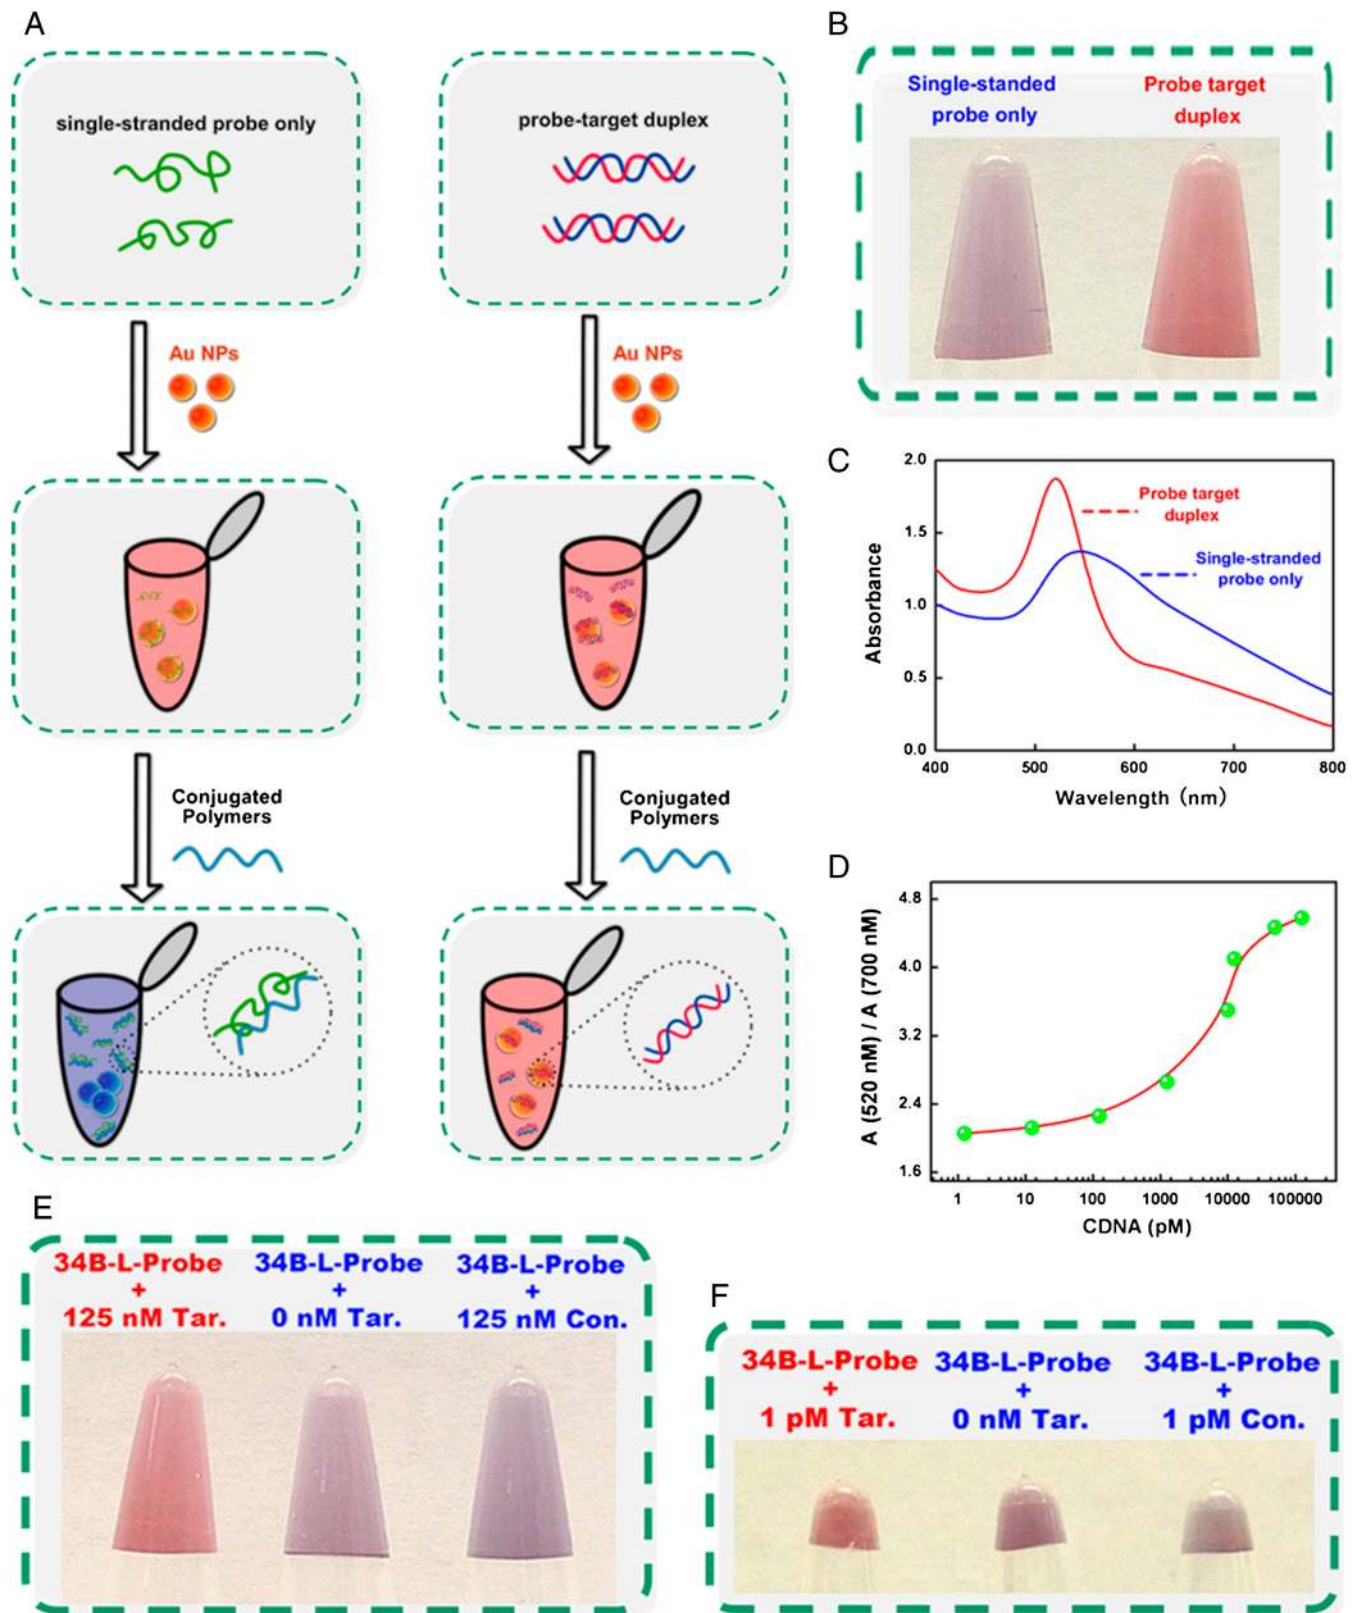 A
single-stranded probe only
probe-target duplex
Au NPs
Au NPs
Conjugated
Polymers
Conjugated
Polymers
B
Single-standed
probe only
Probe target
duplex
C
2.0
1.5
1.0
0.5
0.0
Absorbance
Probe target
duplex
Single-stranded
probe only
400 500 600 700 800
Wavelength (nm)
D
4.8
4.0
3.2
2.4
1.6
A (520 nM) / A (700 nM)
1 10 100 1000 10000 100000
CDNA (pM)
E
34B-L-Probe
+
125 nM Tar.
34B-L-Probe
+
0 nM Tar.
34B-L-Probe
+
125 nM Con.
F
34B-L-Probe
+
1 pM Tar.
34B-L-Probe
+
0 nM Tar.
34B-L-Probe
+
1 pM Con.